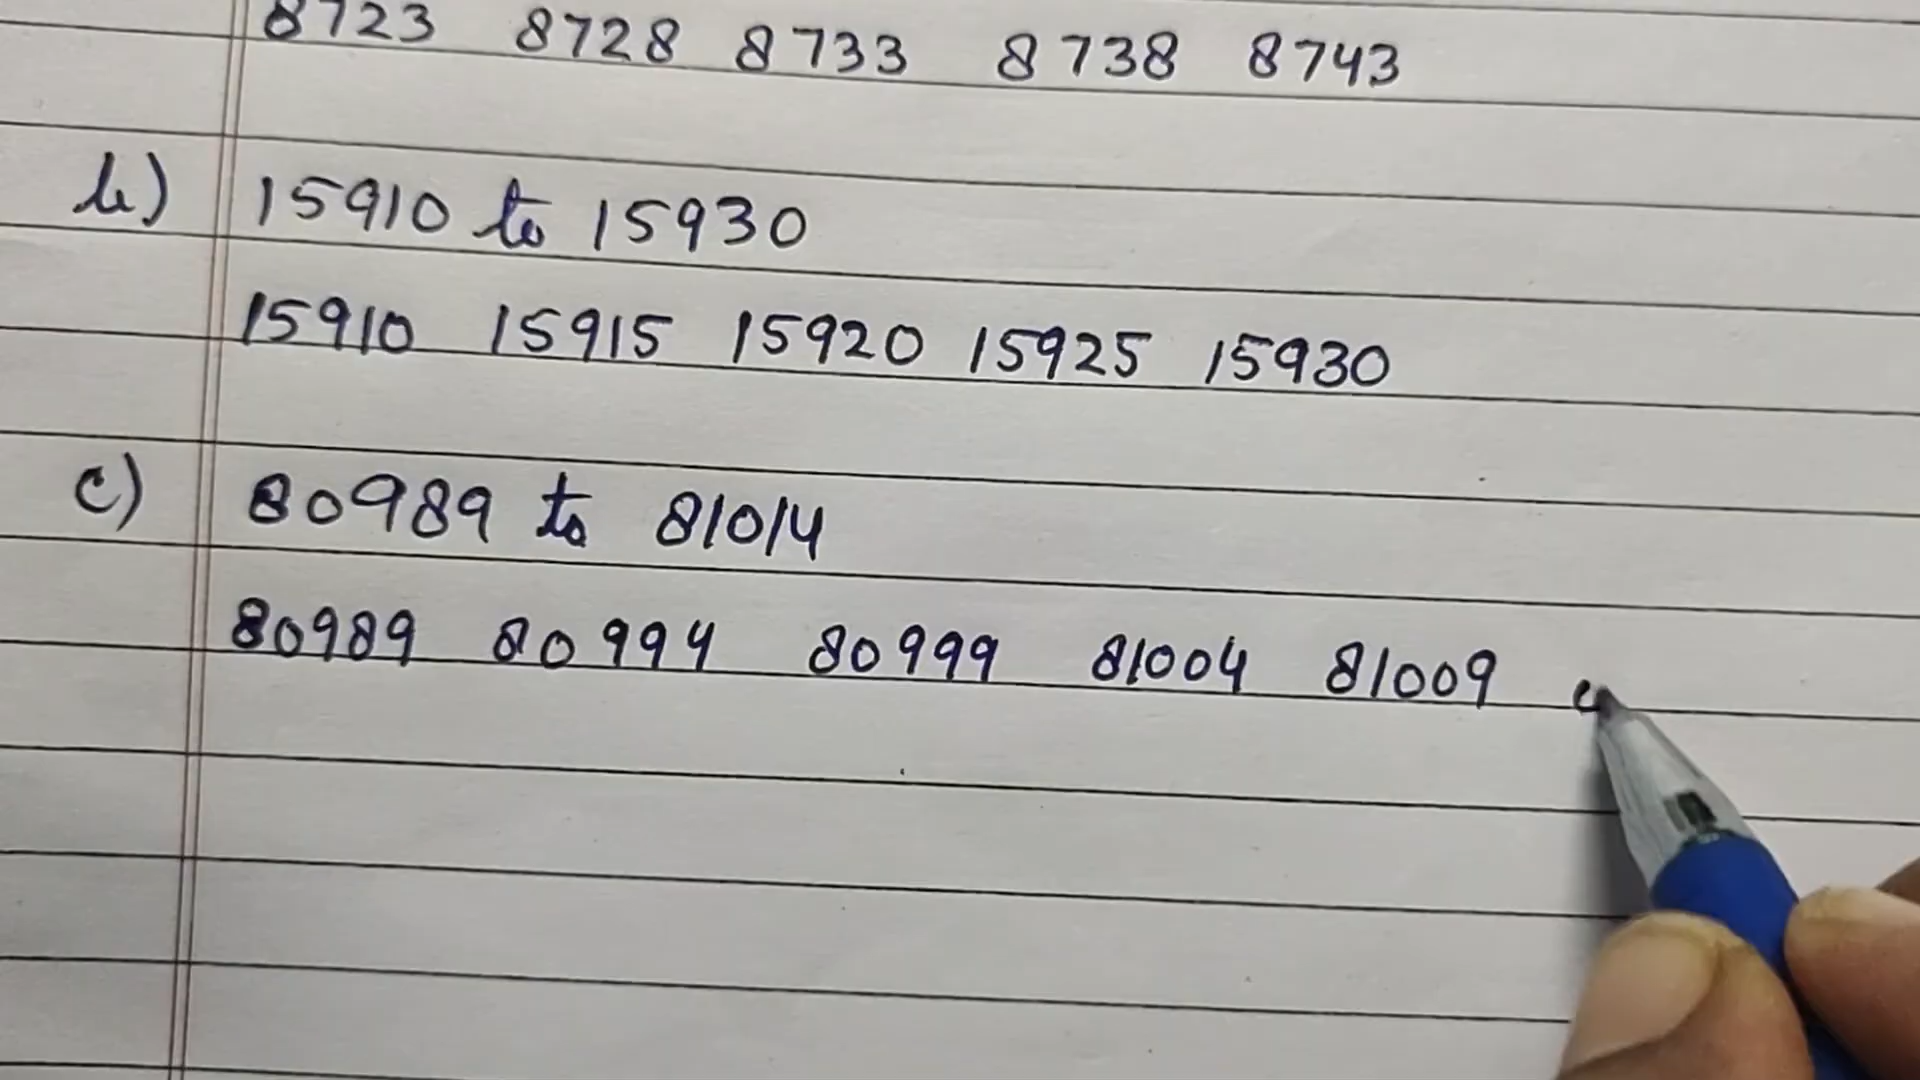 8723 8728 8733 8738 8743
b) 15910 to 15930
15910 15915 15920 15925 15930
c) 80989 to 81014
80989 80994 80999 81004 81009